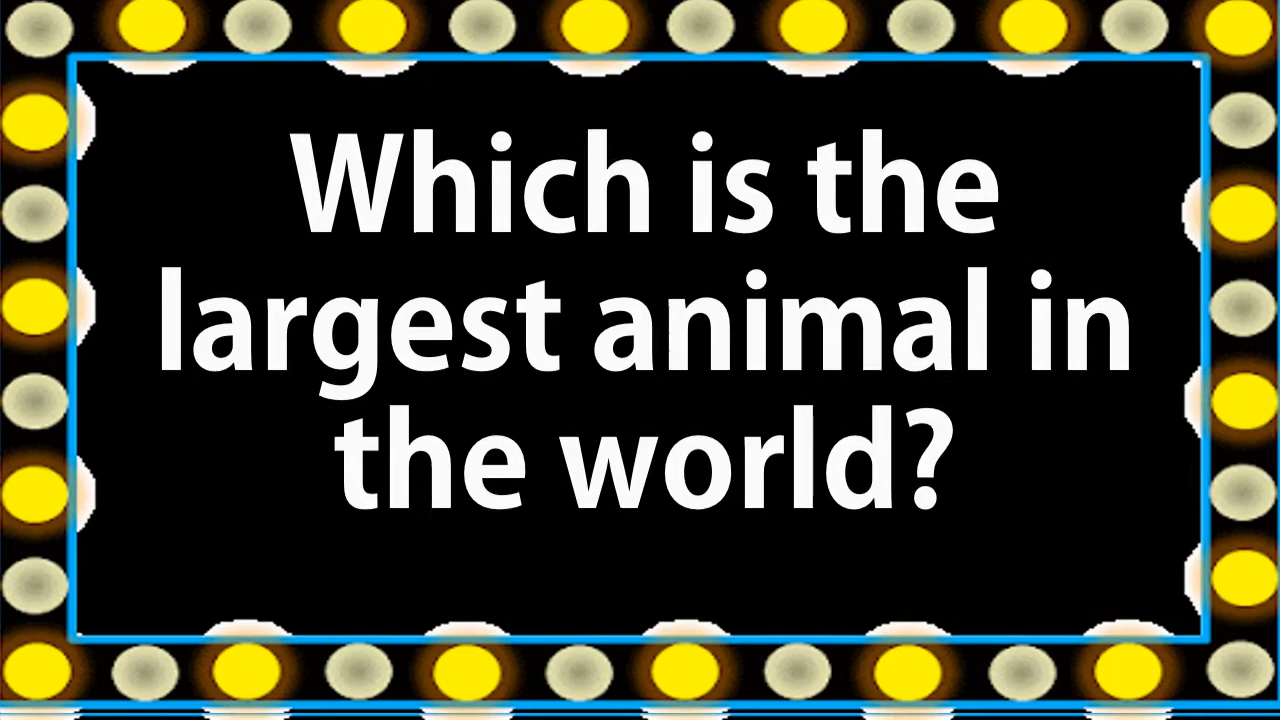 Which is the
largest animal in
the world?